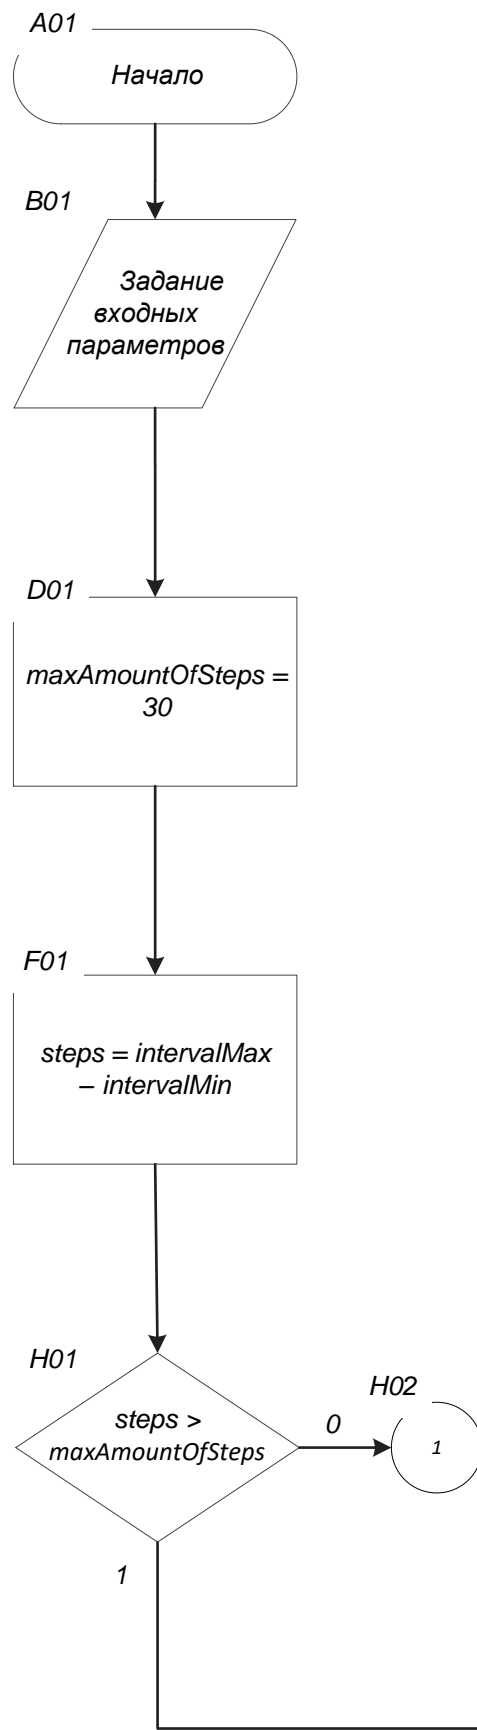 A01
Начало
B01
Задание
входных
параметров
D01
maxAmountOfSteps =
30
F01
steps = intervalMax
– intervalMin
H01
steps >
maxAmountOfSteps
0
H02
1
1